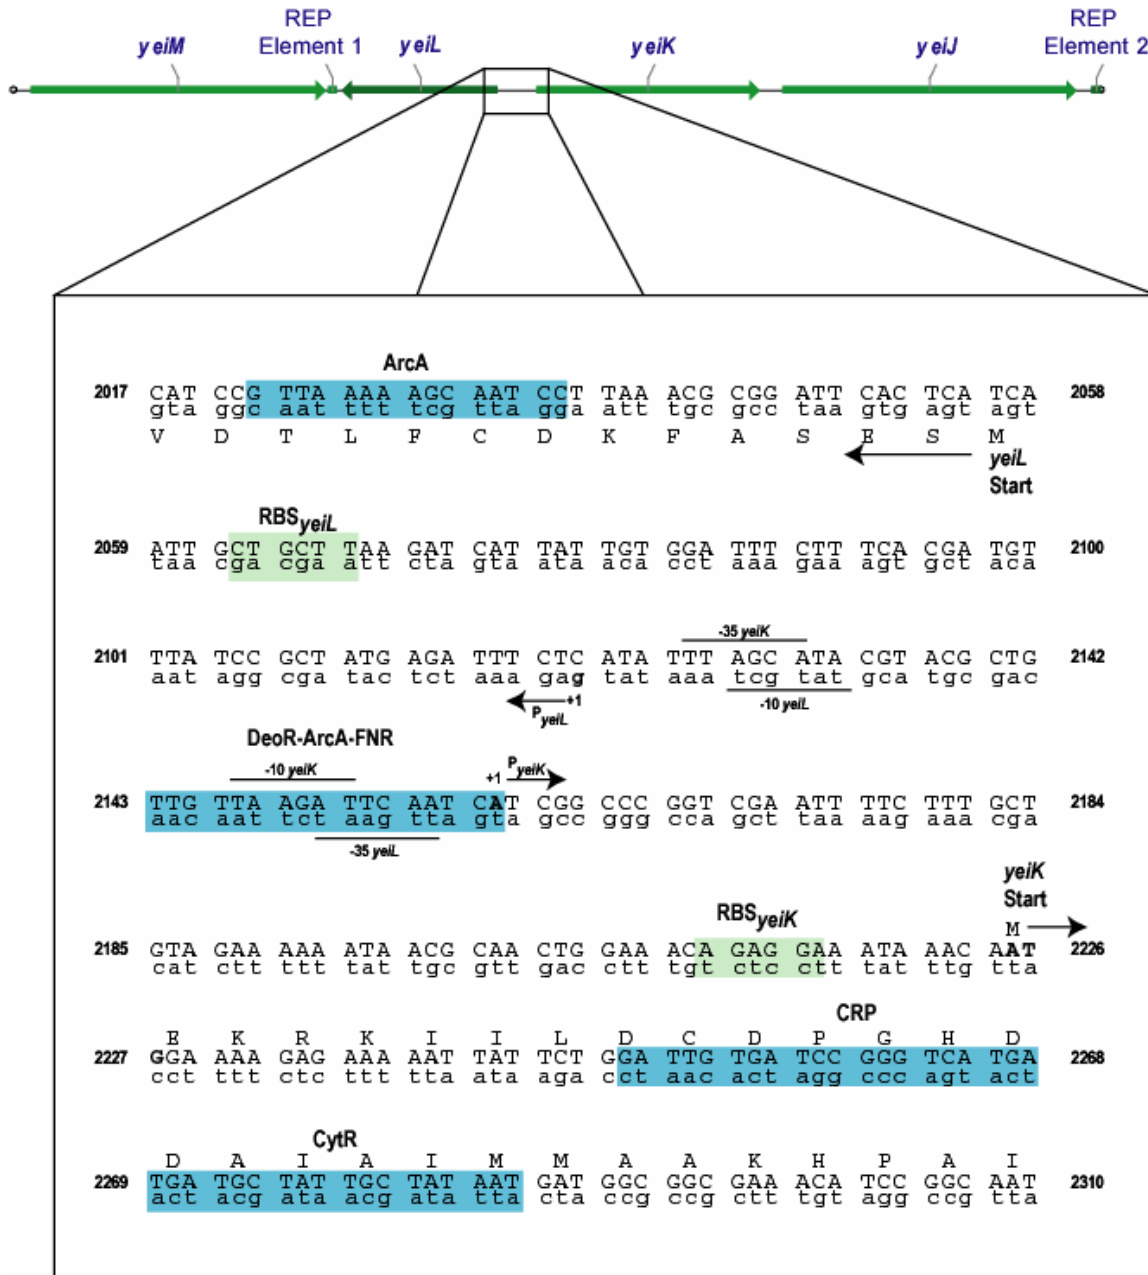 REP REP
yeiM Element 1 yeiL yeiK yeiJ Element 2
ArcA
2017 CAT CCG TTA AAA AGC AAT CCT TAA ACG CGG ATT CAC TCA TCA 2058
gta ggc aat ttt tcg tta gga att tgc gcc taa gtg agt agt
V D T L F C D K F A S E S M
yeiL
Start
RBSyeiL
2059 ATT GCT GCT TAA GAT CAT TAT TGT GGA TTT CTT TCA CGA TGT 2100
taa cga cga att cta gta ata aca cct aaa gaa agt gct aca
-35 yeiK
2101 TTA TCC GCT ATG AGA TTT CTC ATA TTT AGC ATA CGT ACG CTG 2142
aat agg cga tac tct aaa gag tat aaa tcg tat gca tgc gac
PyeiL +1 -10 yeiL
DeoR-ArcA-FNR
-10 yeiK +1 PyeiK
2143 TTG TTA AGA TTC AAT CAT CGG CCC GGT CGA ATT TTC TTT GCT 2184
aac aat tct aag tta gta gcc ggg cca gct taa aag aaa cga
-35 yeiL
yeiK
Start
RBSyeiK
M
2185 GTA GAA AAA ATA ACG CAA CTG GAA ACA GAG GAA ATA ACA AT 2226
cat ctt ttt tat tgc gtt gac ctt tgt ctc ctt tat tgt ta
E K R K I I L D C D P G H D
CRP
2227 GGA AAA GAG AAA AAT TAT TCT GGA TTG TGA TCC GGG TCA TGA 2268
cct ttt ctc ttt tta ata aga cct aac act agg ccc agt act
CytR
D A I A I M M A A K H P A I
2269 TGA TGC TAT TGC TAT AAT GAT GGC GGC GAA ACA TCC GGC AAT 2310
act acg ata acg ata tta cta ccg ccg ctt tgt agg ccg tta